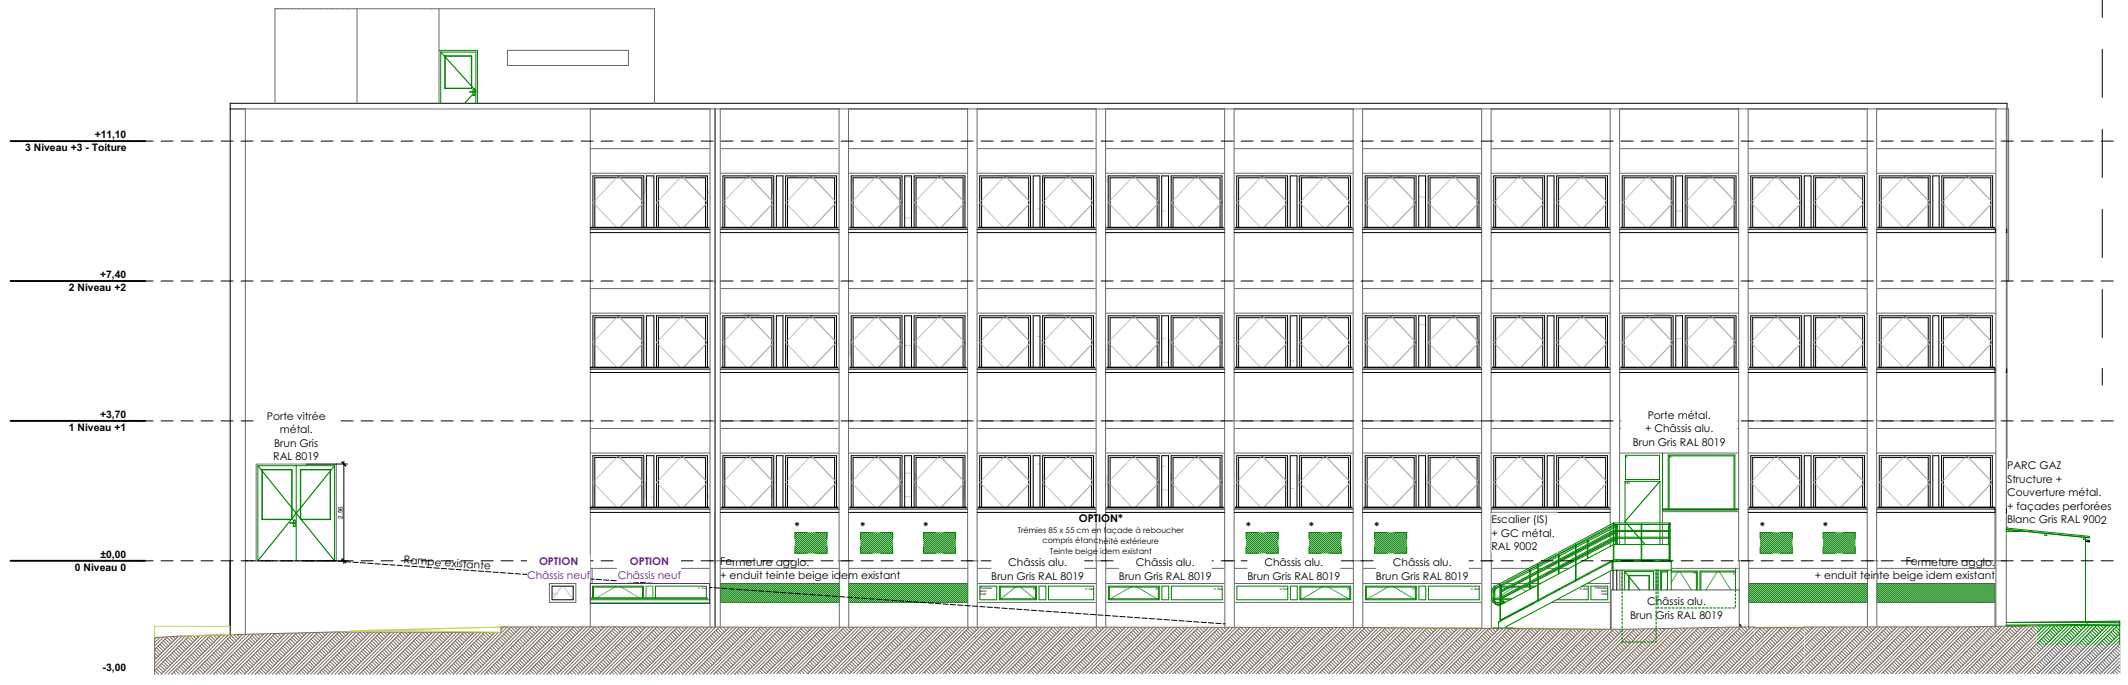 +11,10
3 Niveau +3 - Toiture
+7,40
2 Niveau +2
+3,70
1 Niveau +1
±0,00
0 Niveau 0
-3,00
Porte vitrée
métal.
Brun Gris
RAL 8019
2.56
Rampe existante
OPTION
Châssis neuf
OPTION
Châssis neuf
Fermeture agglo.
+ enduit teinte beige idem existant
*
*
*
OPTION*
Trémies 85 x 55 cm en façade à reboucher
compris étanchéité extérieure
Teinte beige idem existant
Châssis alu.
Brun Gris RAL 8019
Châssis alu.
Brun Gris RAL 8019
*
*
*
Châssis alu.
Brun Gris RAL 8019
Châssis alu.
Brun Gris RAL 8019
Escalier (IS)
+ GC métal.
RAL 9002
Porte métal.
+ Châssis alu.
Brun Gris RAL 8019
Châssis alu.
Brun Gris RAL 8019
*
*
Fermeture agglo.
+ enduit teinte beige idem existant
PARC GAZ
Structure +
Couverture métal.
+ façades perforées
Blanc Gris RAL 9002